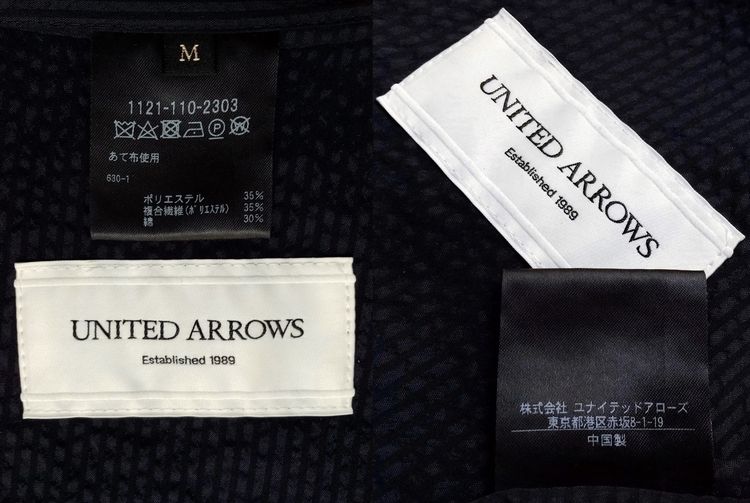 M
1121-110-2303
あて布使用
630-1
ポリエステル 35%
複合繊維(ポリエステル) 35%
綿 30%
UNITED ARROWS
Established 1989
UNITED ARROWS
Established 1989
株式会社 ユナイテッドアローズ
東京都港区赤坂8-1-19
中国製